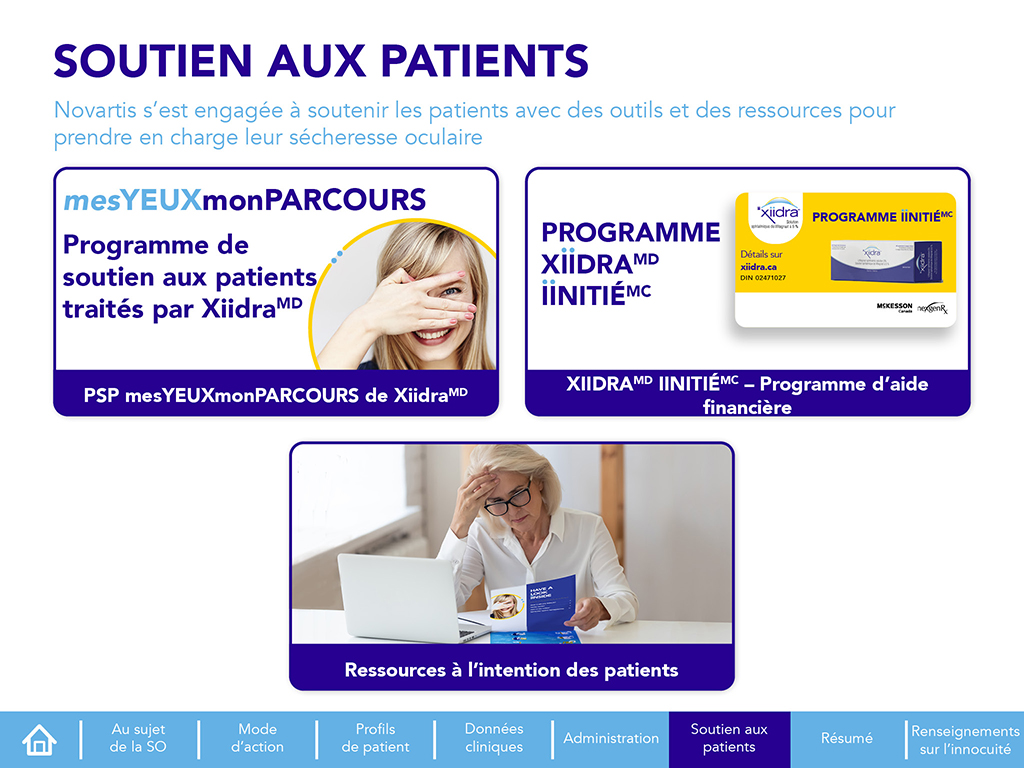 SOUTIEN AUX PATIENTS
Novartis s’est engagée à soutenir les patients avec des outils et des ressources pour
prendre en charge leur sécheresse oculaire
mesYEUXmonPARCOURS
Programme de
soutien aux patients
traités par Xiidra MD
PSP mesYEUXmonPARCOURS de Xiidra MD
PROGRAMME
XIIDRA MD
IINITIÉ MC
xiidra
PROGRAMME IINITIÉ MC
Détails sur
xiidra.ca
DIN 02471027
xiidra
MCKESSON
Canada
nexgenRx
XIIDRA MD IINITIÉ MC – Programme d’aide
financière
HAVE A
LOOK
INSIDE
Ressources à l’intention des patients
Au sujet
de la SO
Mode
d’action
Profils
de patient
Données
cliniques
Administration
Soutien aux
patients
Résumé
Renseignements
sur l’innocuité